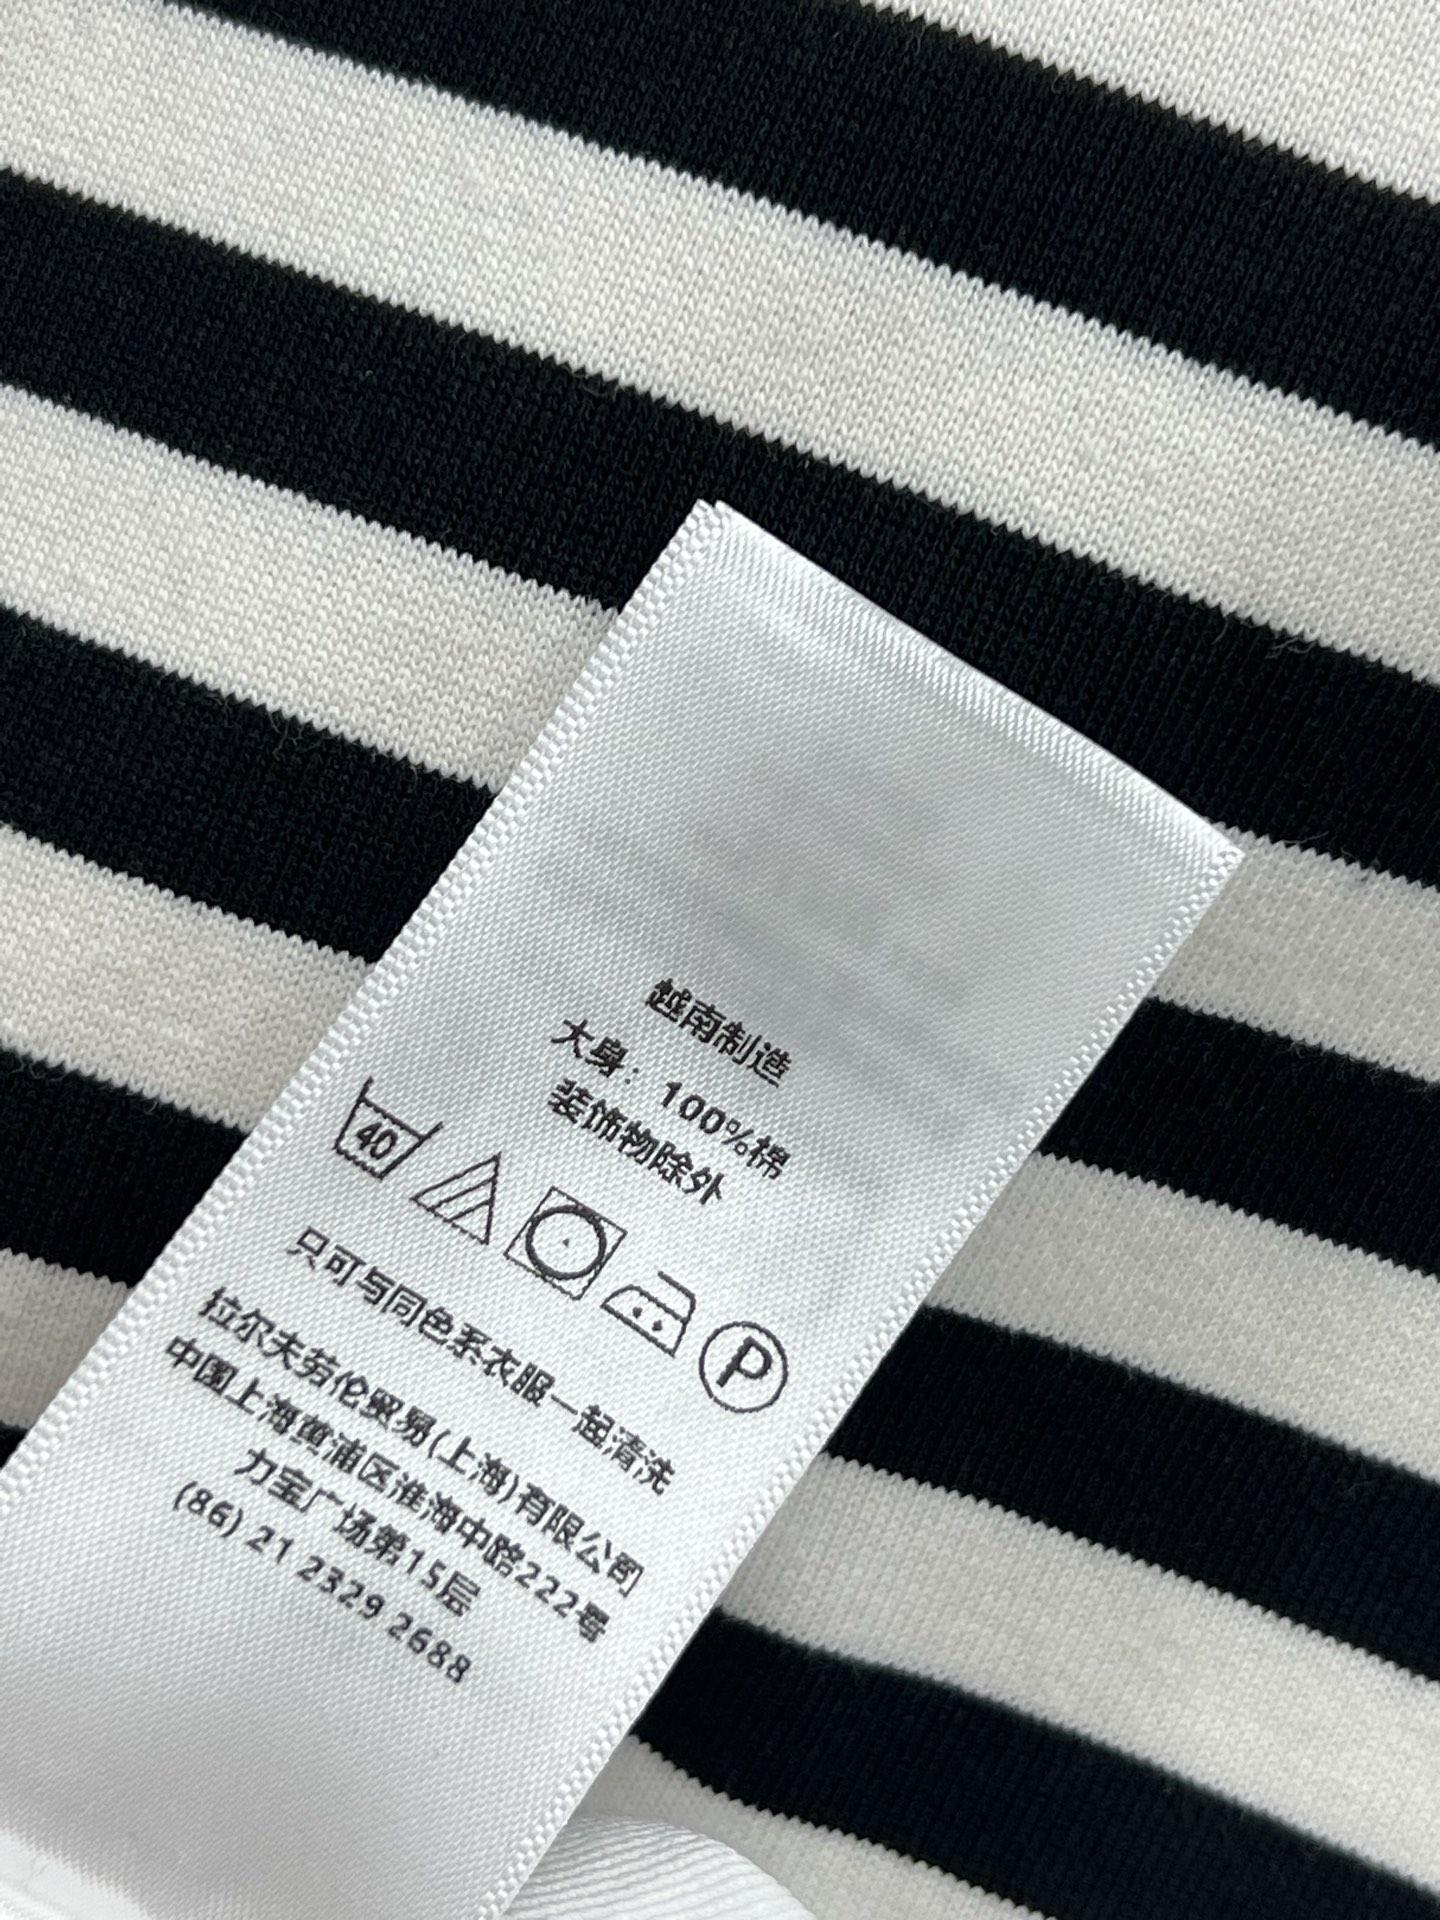 越南制造
大身：100%棉
装饰物除外
40 P
只可与同色系衣服一起清洗
拉尔夫劳伦贸易(上海)有限公司
中国上海黄浦区淮海中路222号
力宝广场第15层
(86) 21 2329 2688